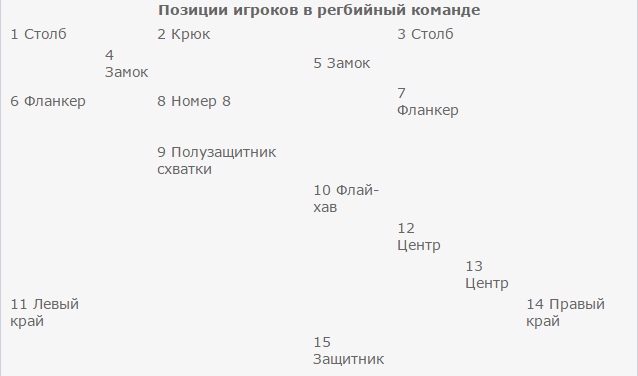 Позиции игроков в регбийный команде
1 Столб
2 Крюк
3 Столб
4
Замок
5 Замок
6 Фланкер
8 Номер 8
7
Фланкер
9 Полузащитник
схватки
10 Флай-
хав
12
Центр
13
Центр
11 Левый
край
14 Правый
край
15
Защитник